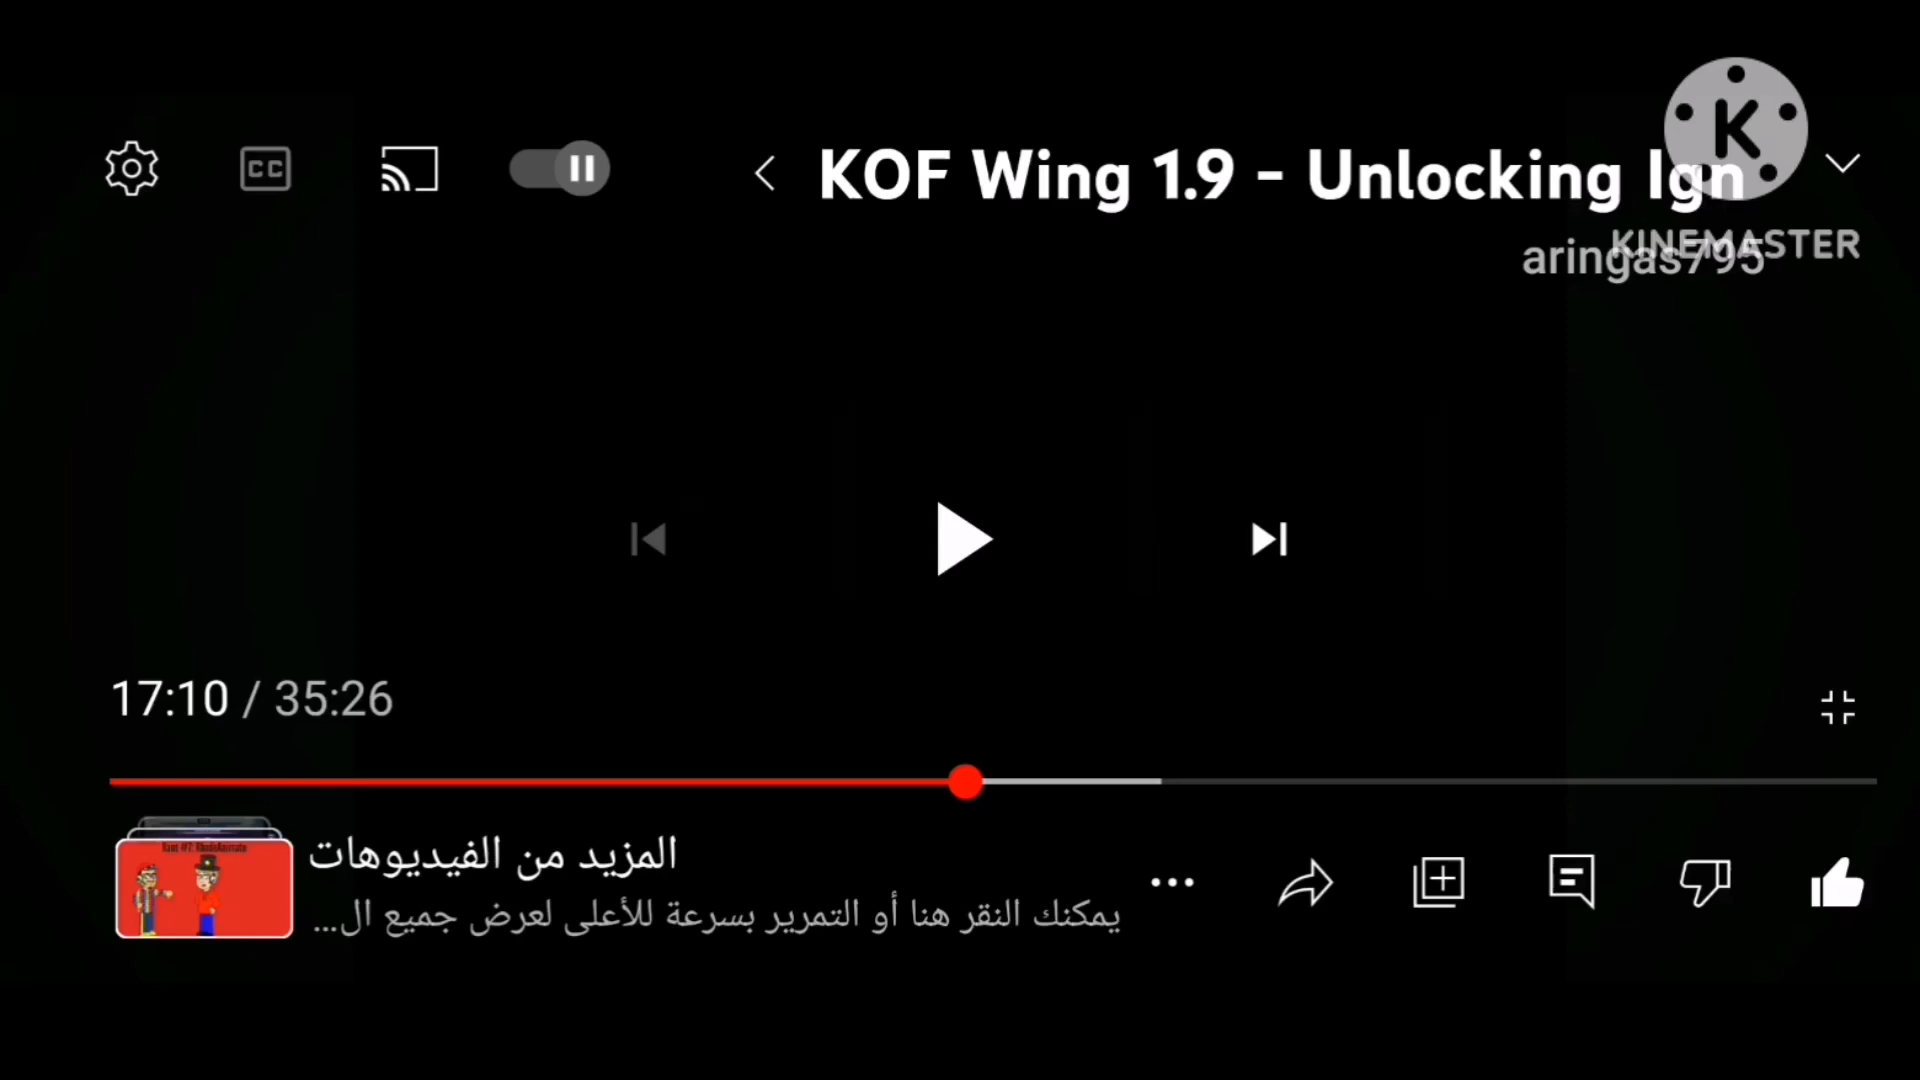 KOF Wing 1.9 - Unlocking Ign
aringas795
K
KINEMASTER
CC
17:10 / 35:26
المزيد من الفيديوهات
يمكنك النقر هنا أو التمرير بسرعة للأعلى لعرض جميع ال...